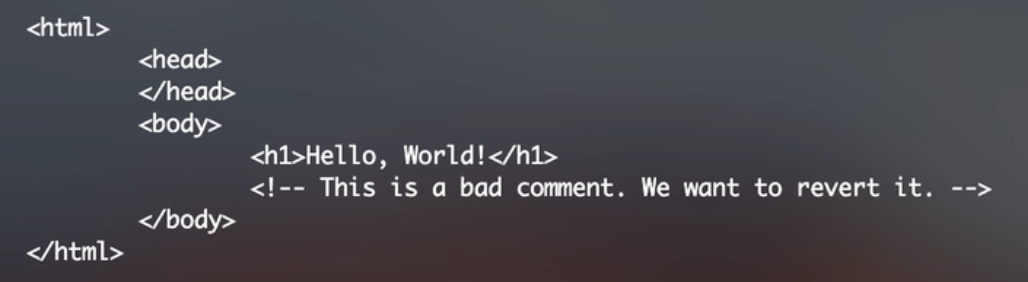 <html>
<head>
</head>
<body>
<h1>Hello, World!</h1>
<!-- This is a bad comment. We want to revert it. -->
</body>
</html>